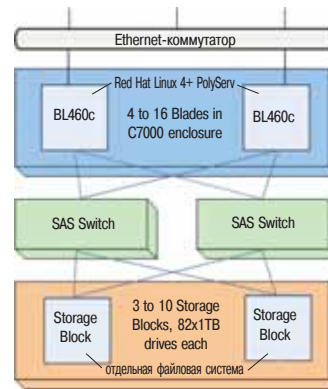 Ethernet-коммутатор
Red Hat Linux 4+ PolyServ
BL460c
4 to 16 Blades in
C7000 enclosure
BL460c
SAS Switch
SAS Switch
Storage
Block
3 to 10 Storage
Blocks, 82x1TB
drives each
Storage
Block
отдельная файловая система